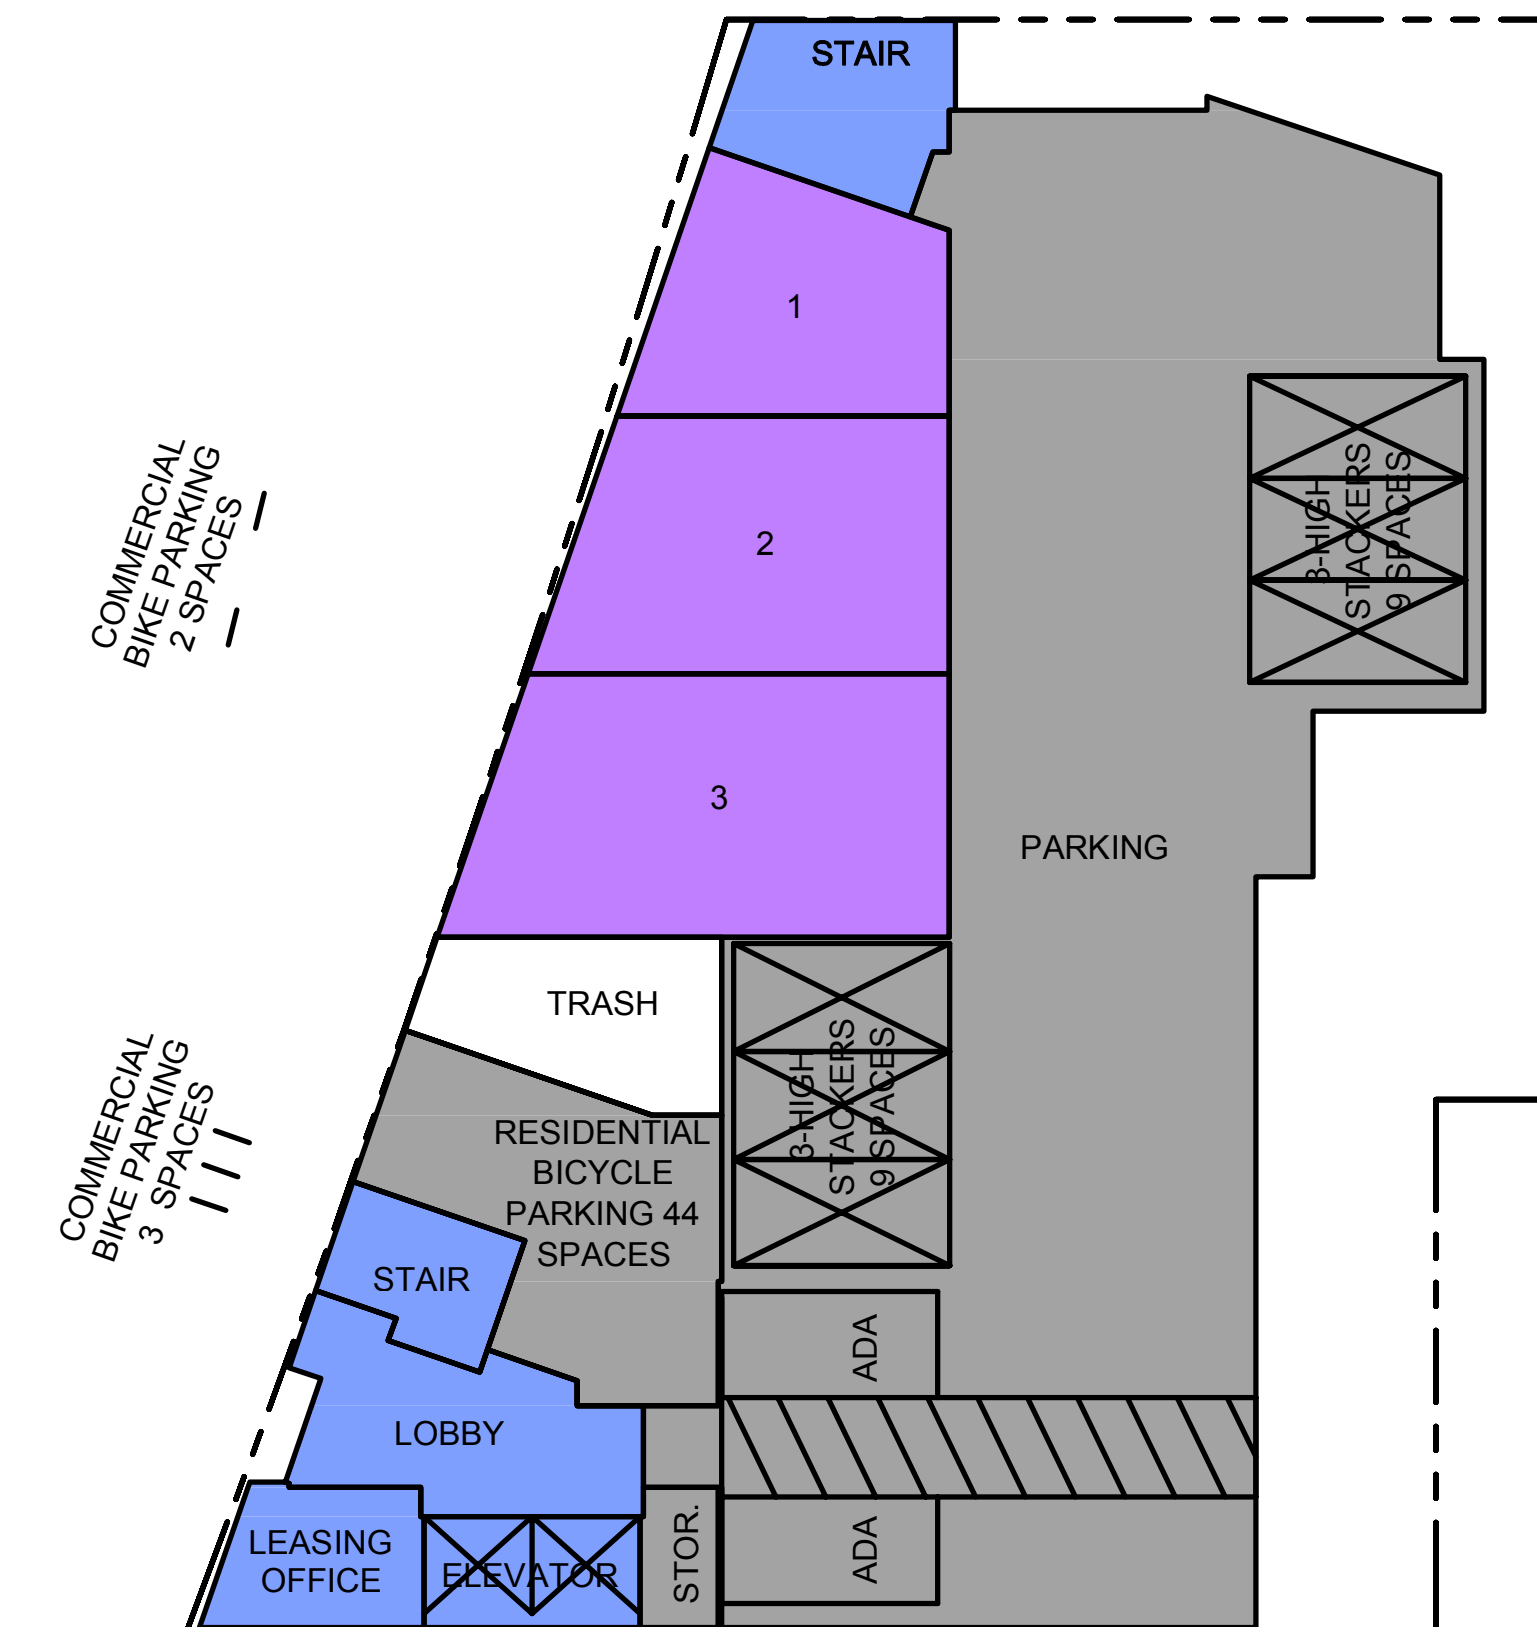 STAIR
1
COMMERCIAL
BIKE PARKING
2 SPACES
3-HIGH
STACKERS
9 SPACES
2
3
PARKING
TRASH
3-HIGH
STACKERS
9 SPACES
COMMERCIAL
BIKE PARKING
3 SPACES
RESIDENTIAL
BICYCLE
PARKING 44
SPACES
STAIR
ADA
LOBBY
LEASING
OFFICE
ELEVATOR
STOR.
ADA